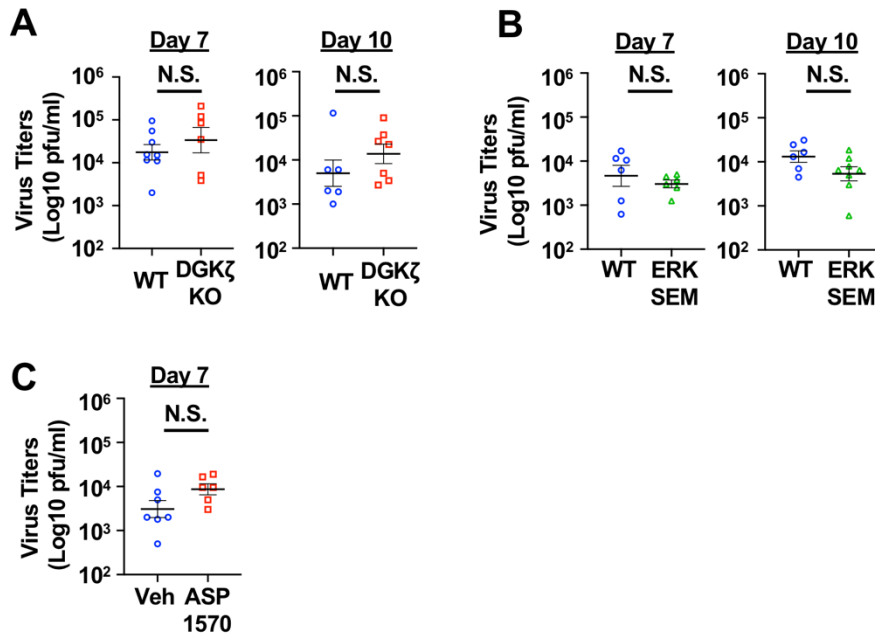 A
Day 7
Day 10
N.S.
N.S.
Virus Titers
(Log10 pfu/ml)
10⁶
10⁵
10⁴
10³
10²
10⁶
10⁵
10⁴
10³
10²
WT
DGKζ
KO
WT
DGKζ
KO
B
Day 7
Day 10
N.S.
N.S.
Virus Titers
(Log10 pfu/ml)
10⁶
10⁵
10⁴
10³
10²
10⁶
10⁵
10⁴
10³
10²
WT
ERK
SEM
WT
ERK
SEM
C
Day 7
N.S.
Virus Titers
(Log10 pfu/ml)
10⁶
10⁵
10⁴
10³
10²
Veh
ASP
1570